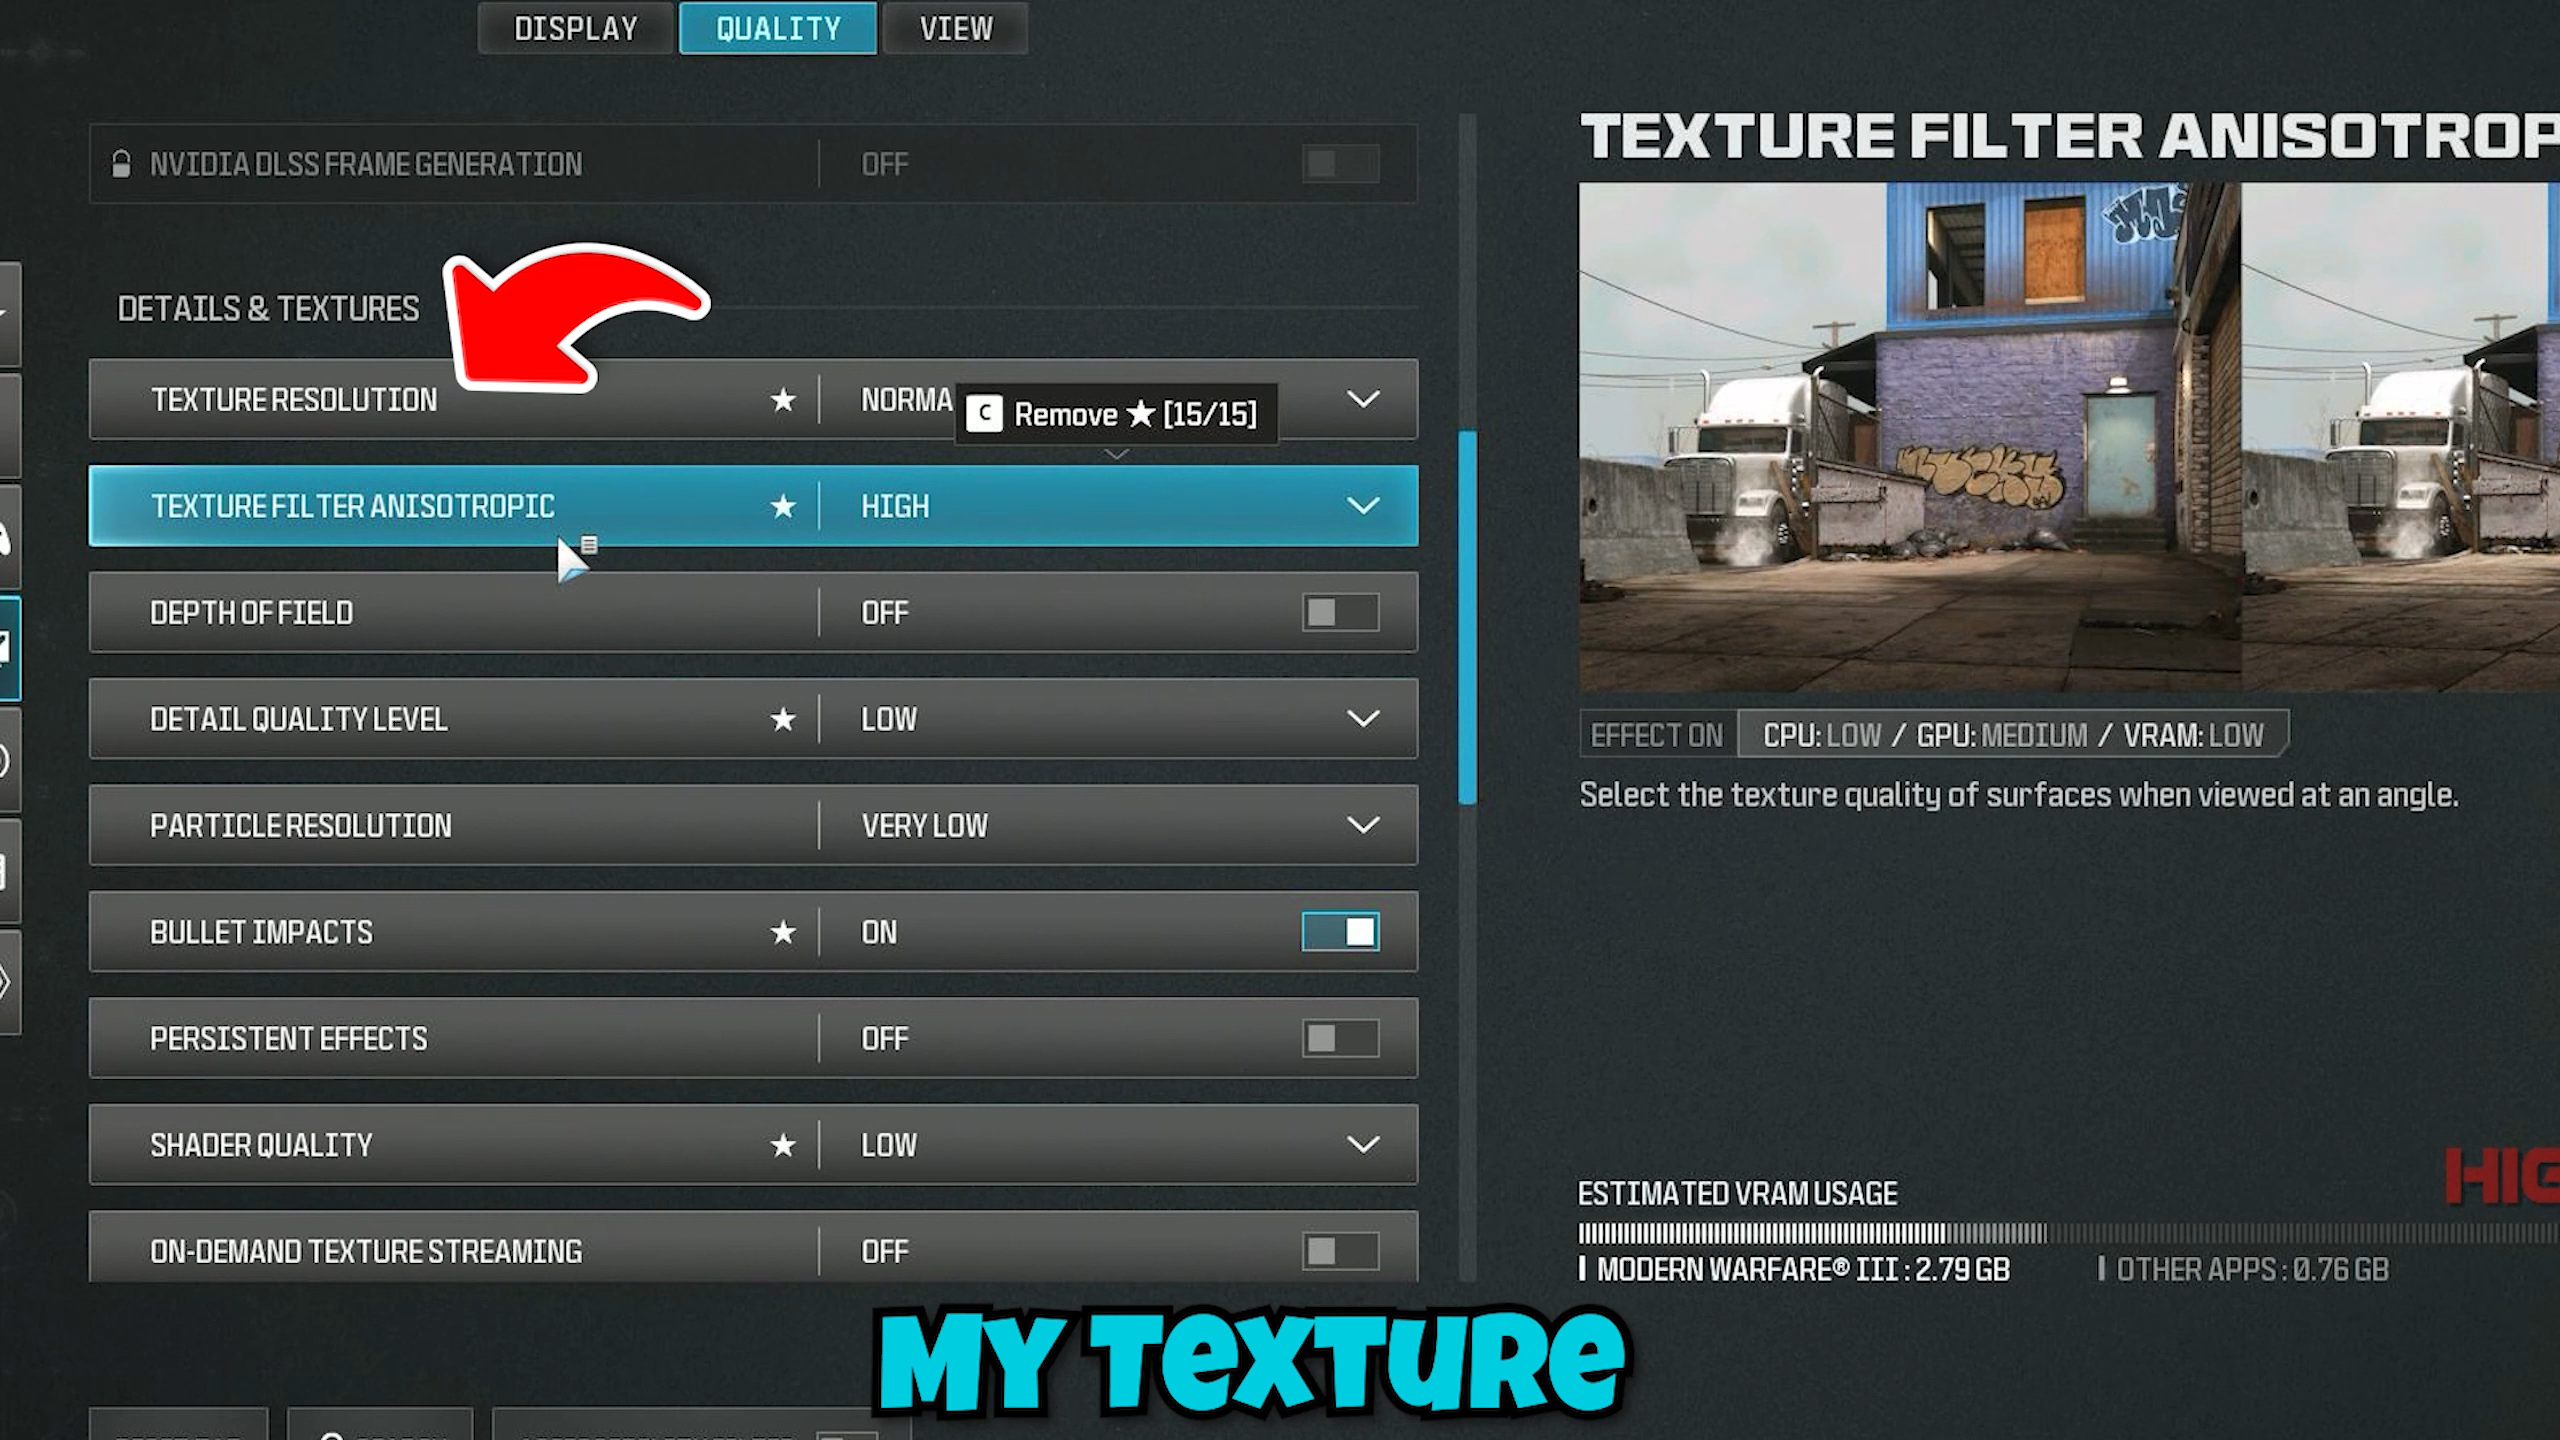 DISPLAY
QUALITY
VIEW
NVIDIA DLSS FRAME GENERATION
OFF
DETAILS & TEXTURES
TEXTURE RESOLUTION
NORMA
C Remove ★ [15/15]
TEXTURE FILTER ANISOTROPIC
HIGH
DEPTH OF FIELD
OFF
DETAIL QUALITY LEVEL
LOW
PARTICLE RESOLUTION
VERY LOW
BULLET IMPACTS
ON
PERSISTENT EFFECTS
OFF
SHADER QUALITY
LOW
ON-DEMAND TEXTURE STREAMING
OFF
TEXTURE FILTER ANISOTROP
EFFECT ON
CPU: LOW / GPU: MEDIUM / VRAM: LOW
Select the texture quality of surfaces when viewed at an angle.
HIG
ESTIMATED VRAM USAGE
MODERN WARFARE® III : 2.79 GB
OTHER APPS : 0.76 GB
MY TEXTURE